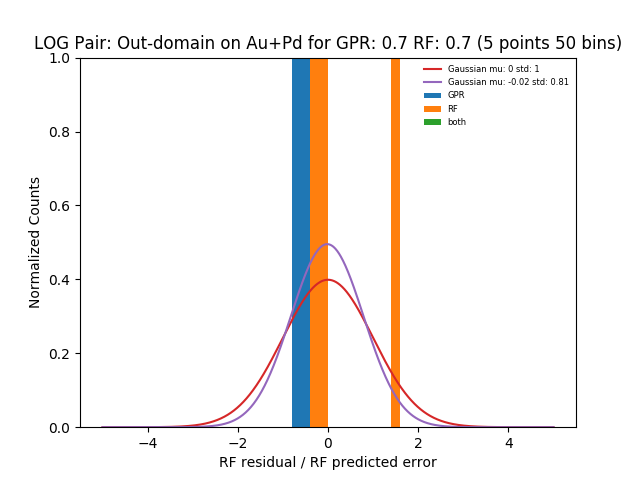 LOG Pair: Out-domain on Au+Pd for GPR: 0.7 RF: 0.7 (5 points 50 bins)
1.0
0.8
0.6
0.4
0.2
0.0
Normalized Counts
Gaussian mu: 0 std: 1
Gaussian mu: -0.02 std: 0.81
GPR
RF
both
−4
−2
0
2
4
RF residual / RF predicted error